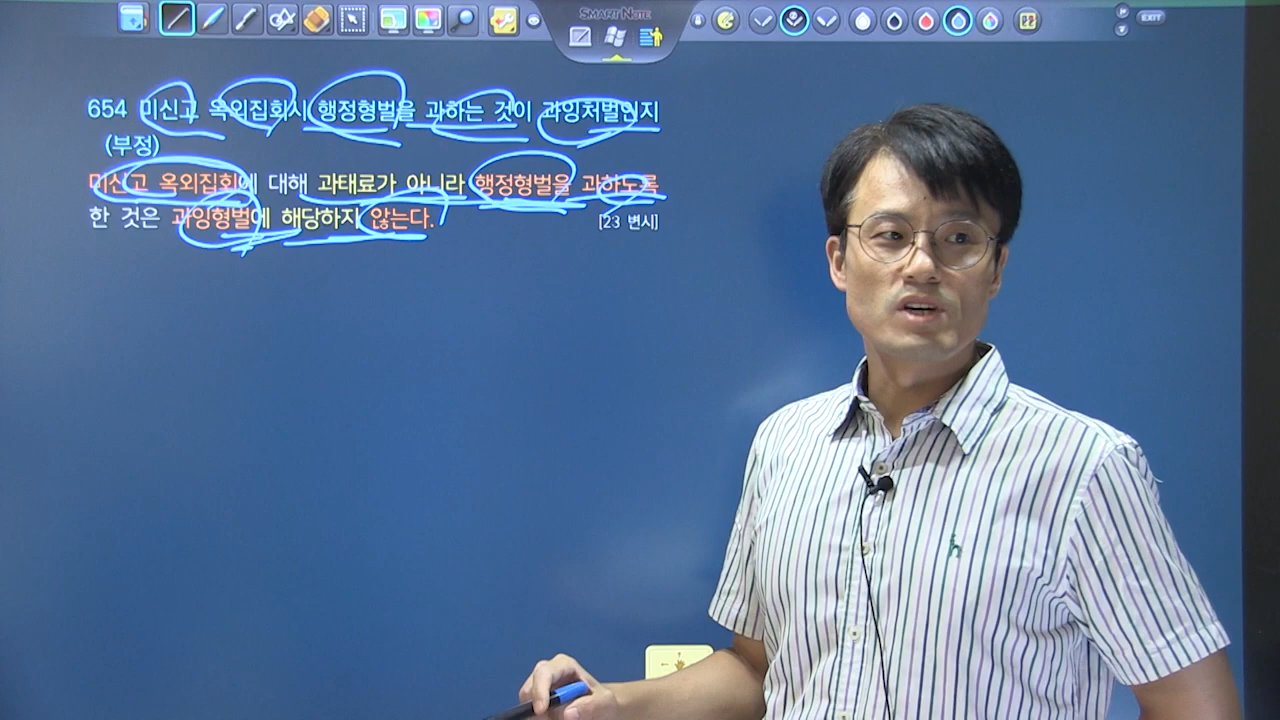 SMART NOTE
EXIT
654 미신고 옥외집회시 행정형벌을 과하는 것이 과잉처벌인지
(부정)
미신고 옥외집회에 대해 과태료가 아니라 행정형벌을 과하도록
한 것은 과잉형벌에 해당하지 않는다. [23 변시]